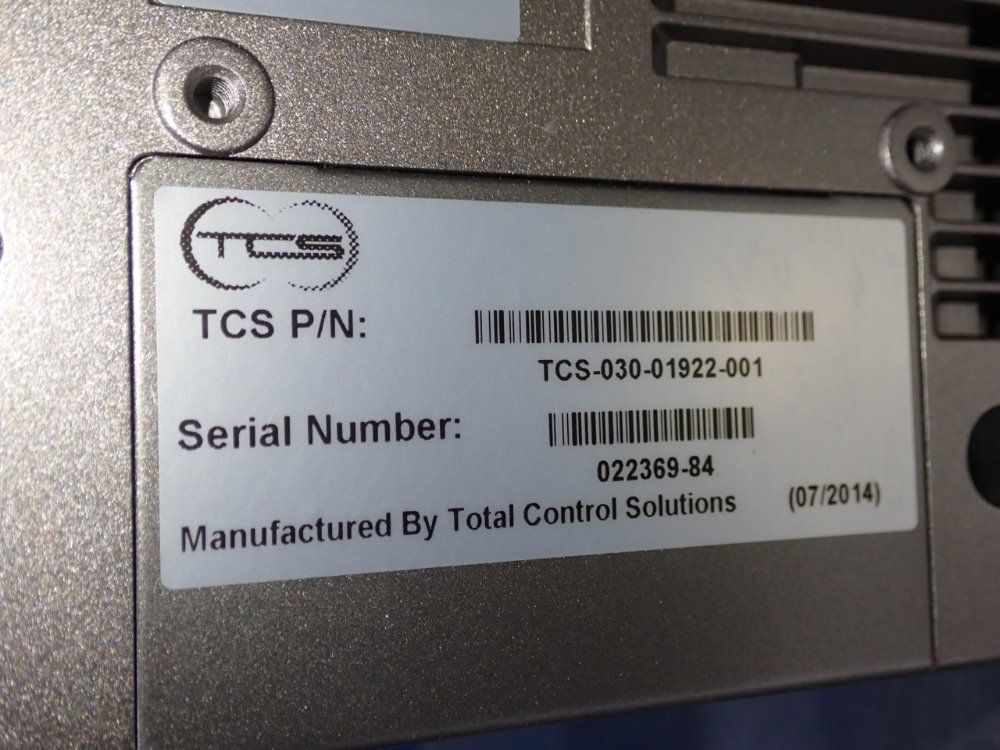 TCS
TCS P/N:
TCS-030-01922-001
Serial Number:
022369-84
Manufactured By Total Control Solutions (07/2014)